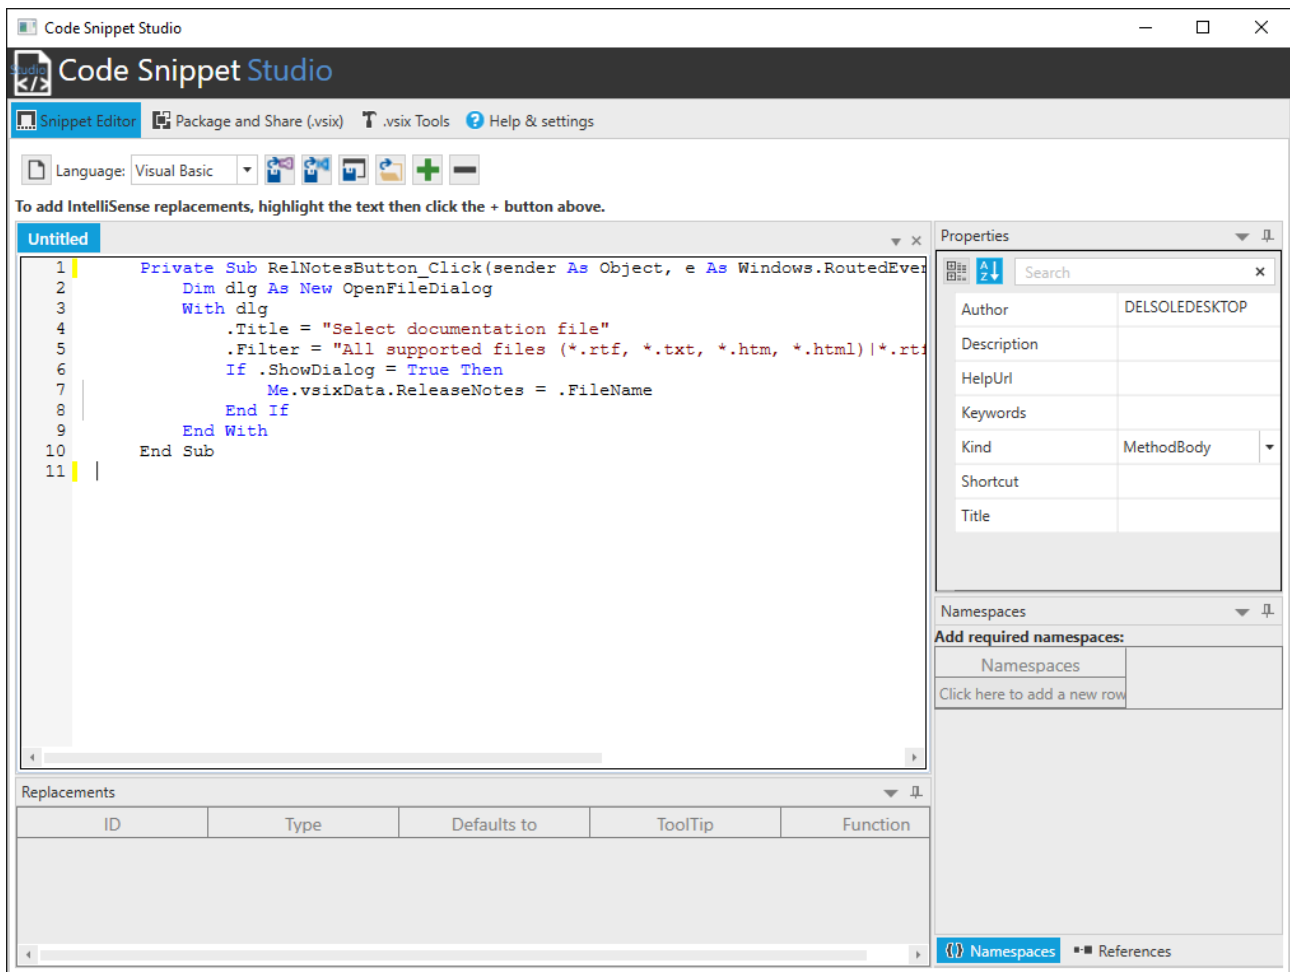 Code Snippet Studio
Studio
</>
Code Snippet Studio
Snippet Editor Package and Share (.vsix) .vsix Tools ? Help & settings
Language: Visual Basic
To add IntelliSense replacements, highlight the text then click the + button above.
Untitled
1 Private Sub RelNotesButton_Click(sender As Object, e As Windows.RoutedEver
2 Dim dlg As New OpenFileDialog
3 With dlg
4 .Title = "Select documentation file"
5 .Filter = "All supported files (*.rtf, *.txt, *.htm, *.html)|*.rtf
6 If .ShowDialog = True Then
7 Me.vsixData.ReleaseNotes = .FileName
8 End If
9 End With
10 End Sub
11
Properties
Search
Author DELSOLEDESKTOP
Description
HelpUrl
Keywords
Kind MethodBody
Shortcut
Title
Namespaces
Add required namespaces:
Namespaces
Click here to add a new row
Replacements
ID Type Defaults to ToolTip Function
{} Namespaces References